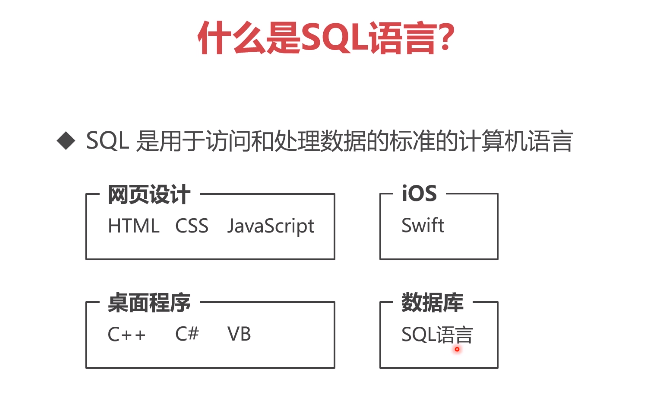 什么是SQL语言?
◆ SQL 是用于访问和处理数据的标准的计算机语言
网页设计
HTML CSS JavaScript
iOS
Swift
桌面程序
C++ C# VB
数据库
SQL语言